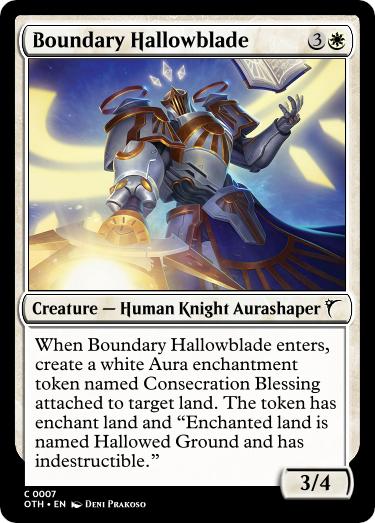 Boundary Hallowblade 3
Creature — Human Knight Aurashaper
When Boundary Hallowblade enters,
create a white Aura enchantment
token named Consecration Blessing
attached to target land. The token has
enchant land and “Enchanted land is
named Hallowed Ground and has
indestructible.”
3/4
C 0007
OTH • EN Deni Prakoso